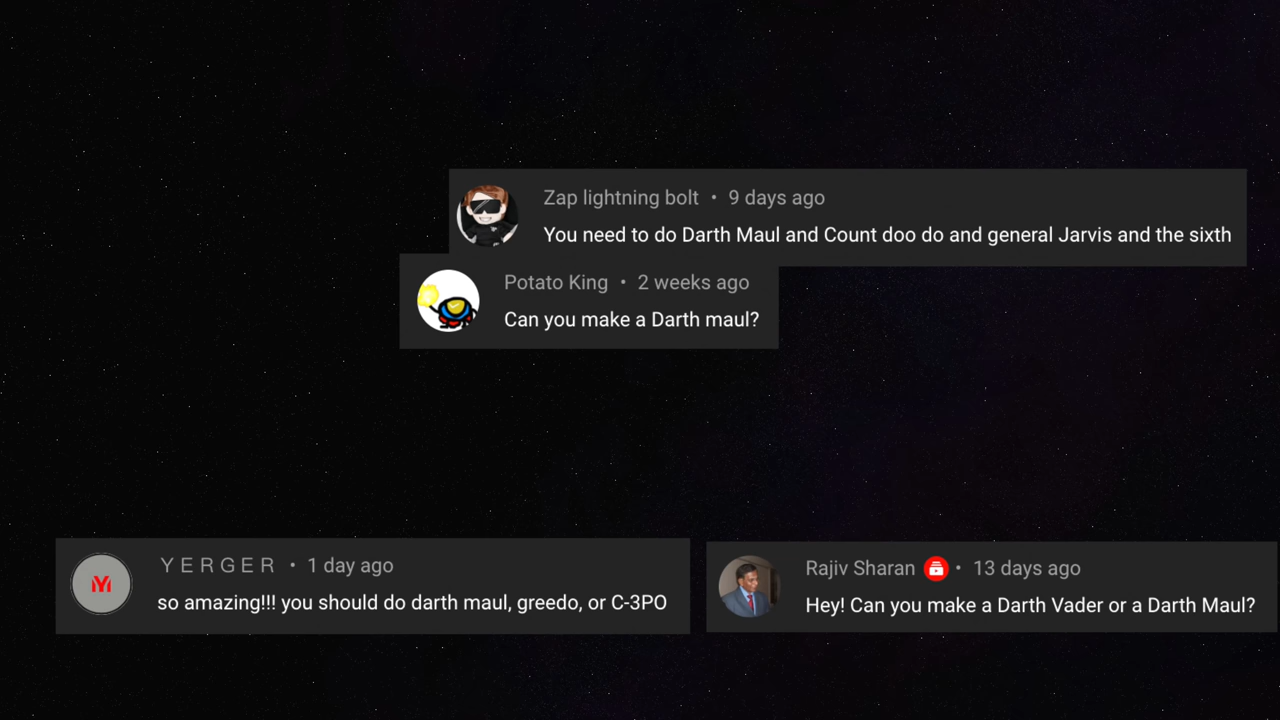 Zap lightning bolt • 9 days ago
You need to do Darth Maul and Count doo do and general Jarvis and the sixth
Potato King • 2 weeks ago
Can you make a Darth maul?
Y E R G E R • 1 day ago
so amazing!!! you should do darth maul, greedo, or C-3PO
Rajiv Sharan • 13 days ago
Hey! Can you make a Darth Vader or a Darth Maul?